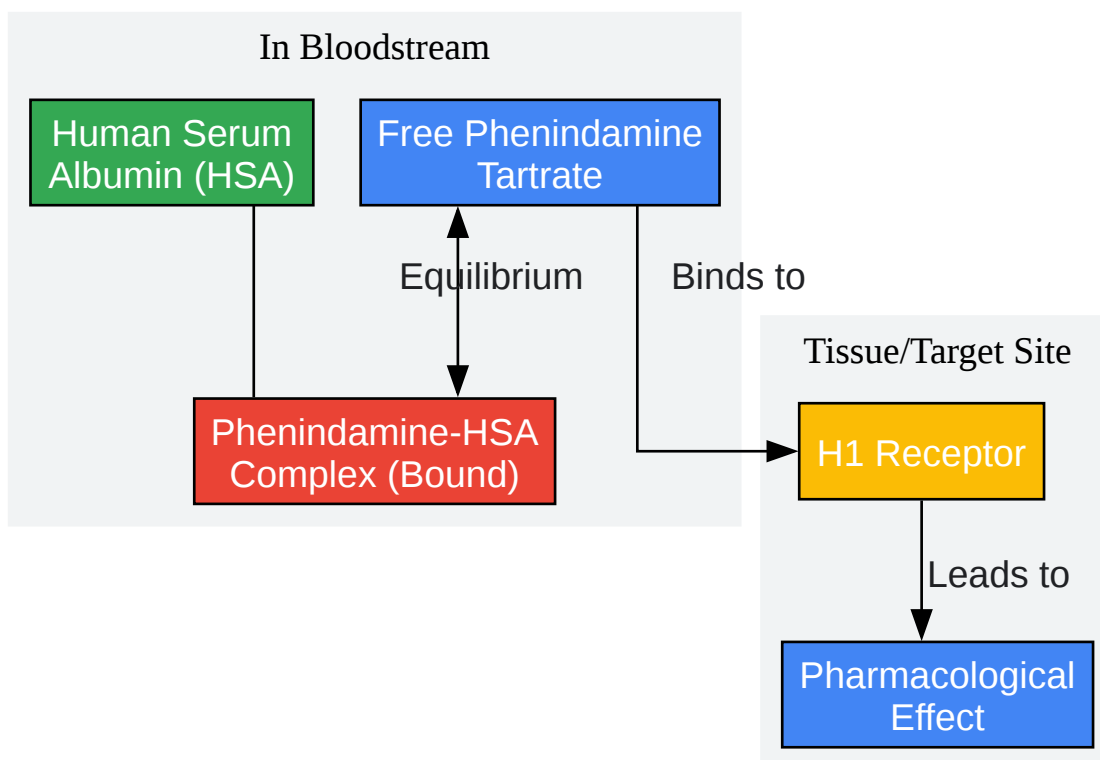 In Bloodstream
Human Serum
Albumin (HSA)
Free Phenindamine
Tartrate
Equilibrium
Binds to
Phenindamine-HSA
Complex (Bound)
Tissue/Target Site
H1 Receptor
Leads to
Pharmacological
Effect